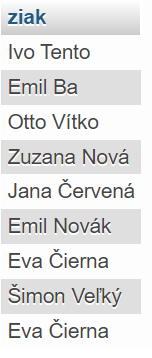 ziak
Ivo Tento
Emil Ba
Otto Vítko
Zuzana Nová
Jana Červená
Emil Novák
Eva Čierna
Šimon Veľký
Eva Čierna